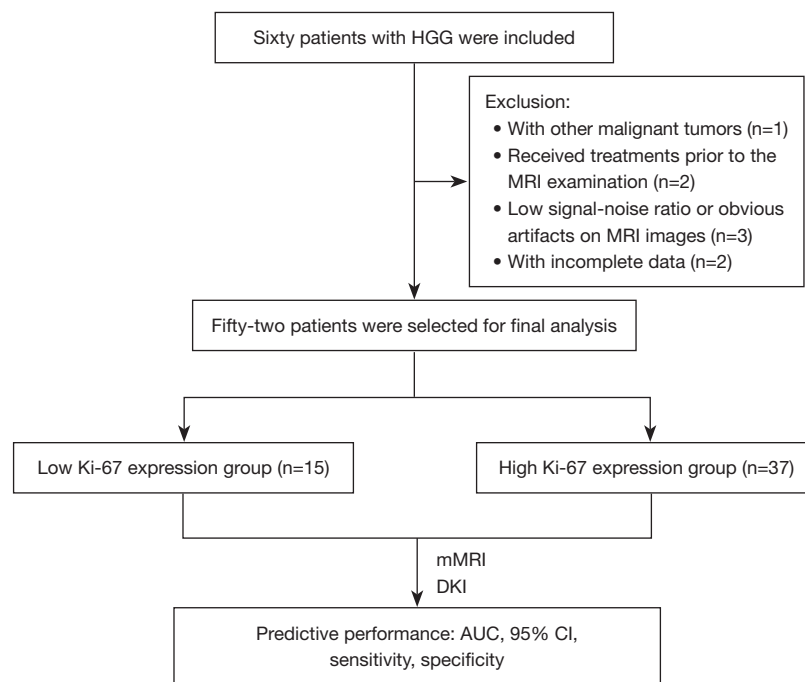 Sixty patients with HGG were included
Exclusion:
• With other malignant tumors (n=1)
• Received treatments prior to the
MRI examination (n=2)
• Low signal-noise ratio or obvious
artifacts on MRI images (n=3)
• With incomplete data (n=2)
Fifty-two patients were selected for final analysis
Low Ki-67 expression group (n=15)
High Ki-67 expression group (n=37)
mMRI
DKI
Predictive performance: AUC, 95% CI,
sensitivity, specificity